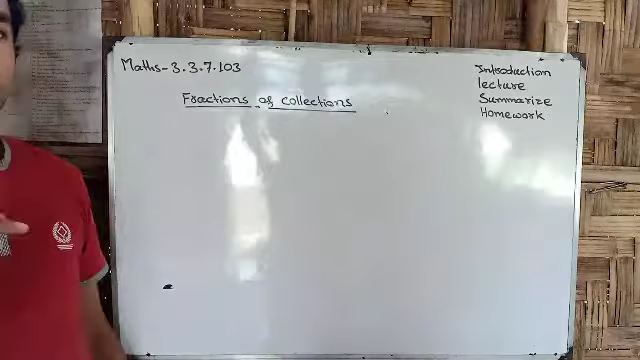 Maths-3.3.7.103
Fractions of collections
Introduction
lecture
Summarize
Homework